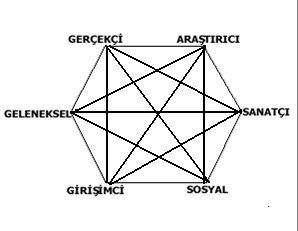 GERÇEKÇİ ARAŞTIRICI
GELENEKSEL SANATÇI
GİRİŞİMCİ SOSYAL